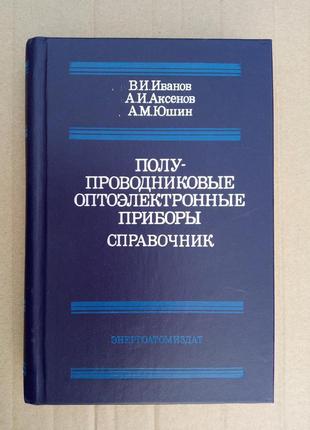 В.И.Иванов
А.И.Аксенов
А.М.Юшин
ПОЛУ-
ПРОВОДНИКОВЫЕ
ОПТОЭЛЕКТРОННЫЕ
ПРИБОРЫ
СПРАВОЧНИК
ЭНЕРГОАТОМИЗДАТ